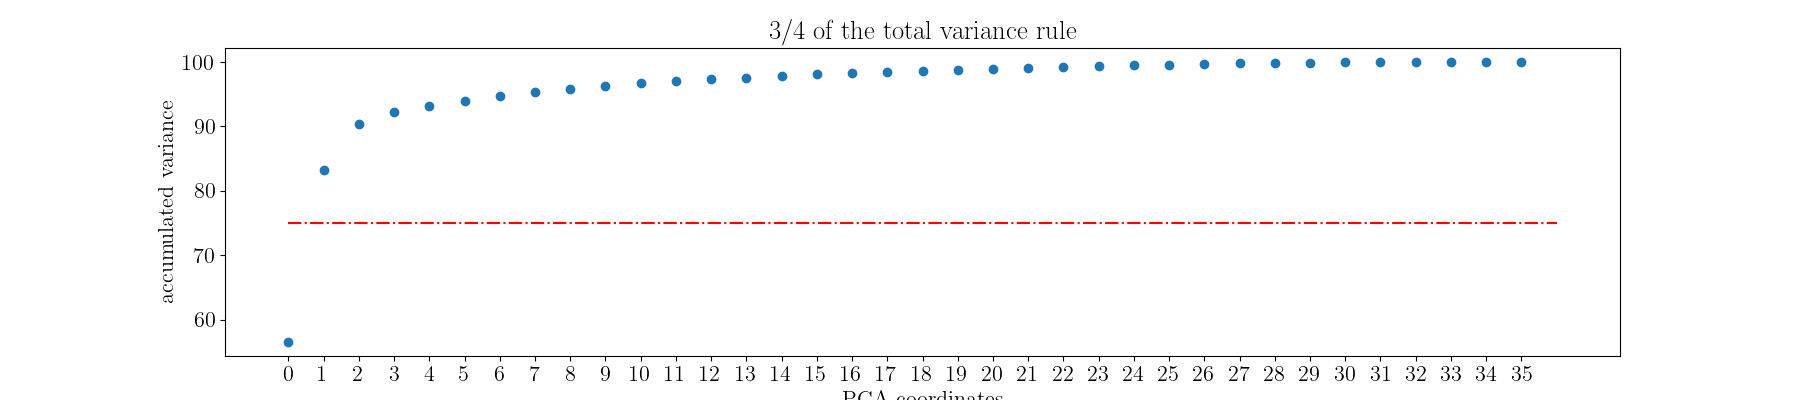 3/4 of the total variance rule
accumulated variance
100
90
80
70
60
0 1 2 3 4 5 6 7 8 9 10 11 12 13 14 15 16 17 18 19 20 21 22 23 24 25 26 27 28 29 30 31 32 33 34 35
PCA coordinates